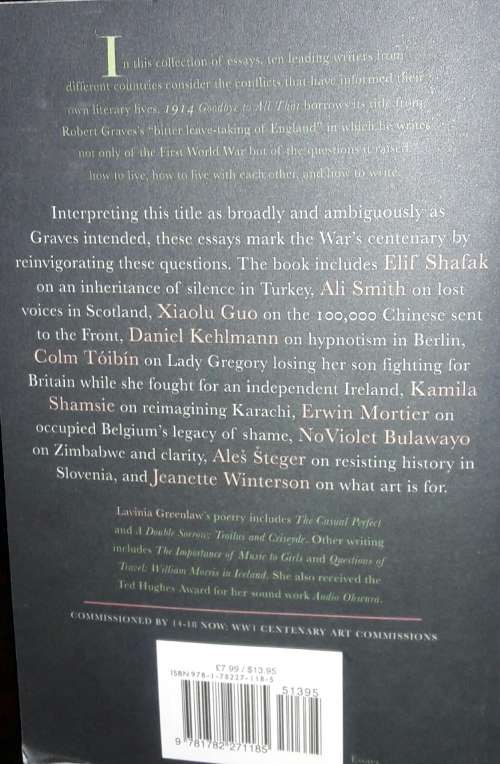 In this collection of essays, ten leading writers from
different countries consider the conflicts that have informed their
own literary lives. 1914 Goodbye to All That borrows its title from
Robert Graves's "bitter leave-taking of England" in which he writes
not only of the First World War but of the questions it raised:
how to live, how to live with each other, and how to write.
Interpreting this title as broadly and ambiguously as
Graves intended, these essays mark the War's centenary by
reinvigorating these questions. The book includes Elif Shafak
on an inheritance of silence in Turkey, Ali Smith on lost
voices in Scotland, Xiaolu Guo on the 100,000 Chinese sent
to the Front, Daniel Kehlmann on hypnotism in Berlin,
Colm Tóibín on Lady Gregory losing her son fighting for
Britain while she fought for an independent Ireland, Kamila
Shamsie on reimagining Karachi, Erwin Mortier on
occupied Belgium's legacy of shame, NoViolet Bulawayo
on Zimbabwe and clarity, Aleš Šteger on resisting history in
Slovenia, and Jeanette Winterson on what art is for.
Lavinia Greenlaw's poetry includes The Casual Perfect
and A Double Sorrow: Troilus and Criseyde. Other writing
includes The Importance of Music to Girls and Questions of
Travel: William Morris in Iceland. She also received the
Ted Hughes Award for her sound work Audio Obscura.
COMMISSIONED BY 14-18 NOW: WW1 CENTENARY ART COMMISSIONS
£7.99 / $13.95
ISBN 978-1-78227-118-5
51395
9 781782 271185
Essays